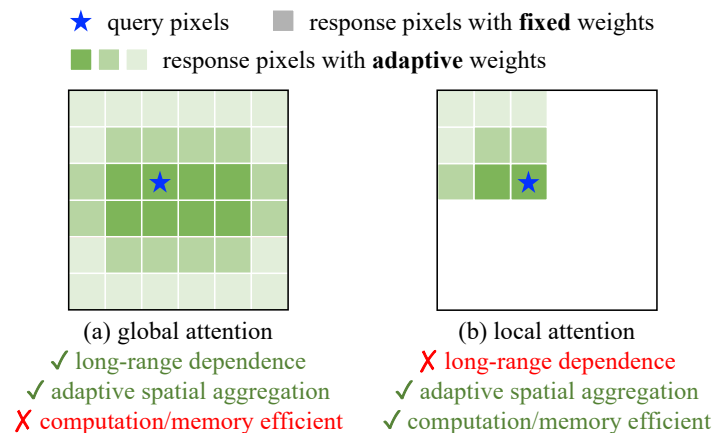 query pixels
response pixels with fixed weights
response pixels with adaptive weights
(a) global attention
✓ long-range dependence
✓ adaptive spatial aggregation
✗ computation/memory efficient
(b) local attention
✗ long-range dependence
✓ adaptive spatial aggregation
✓ computation/memory efficient